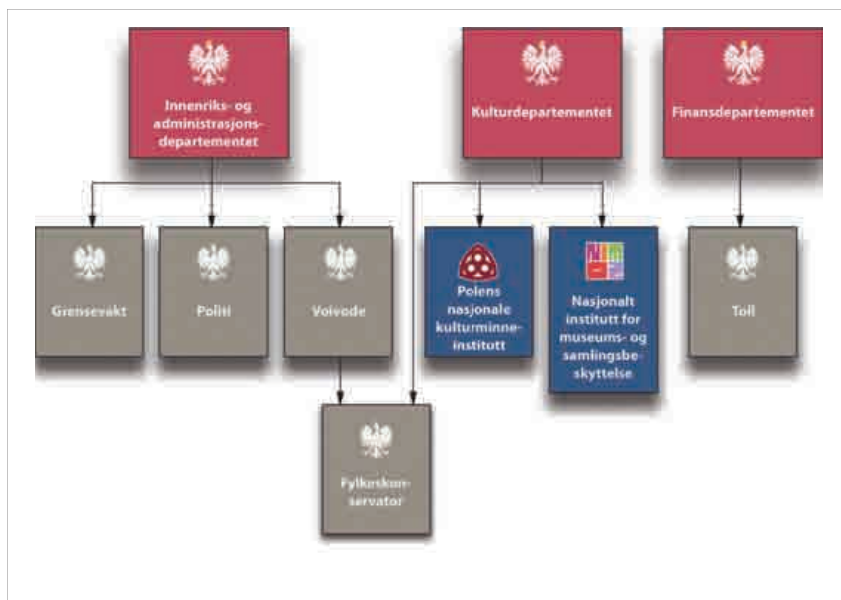 Innenriks- og
administrasjons-
departementet
Kulturdepartementet
Finansdepartementet
Grensevakt
Politi
Voivode
Polens
nasjonale
kulturminne-
institott
Nasjonalt
institutt for
museums- og
samlingsbe-
skyttelse
Toll
Fylkeskon-
servator